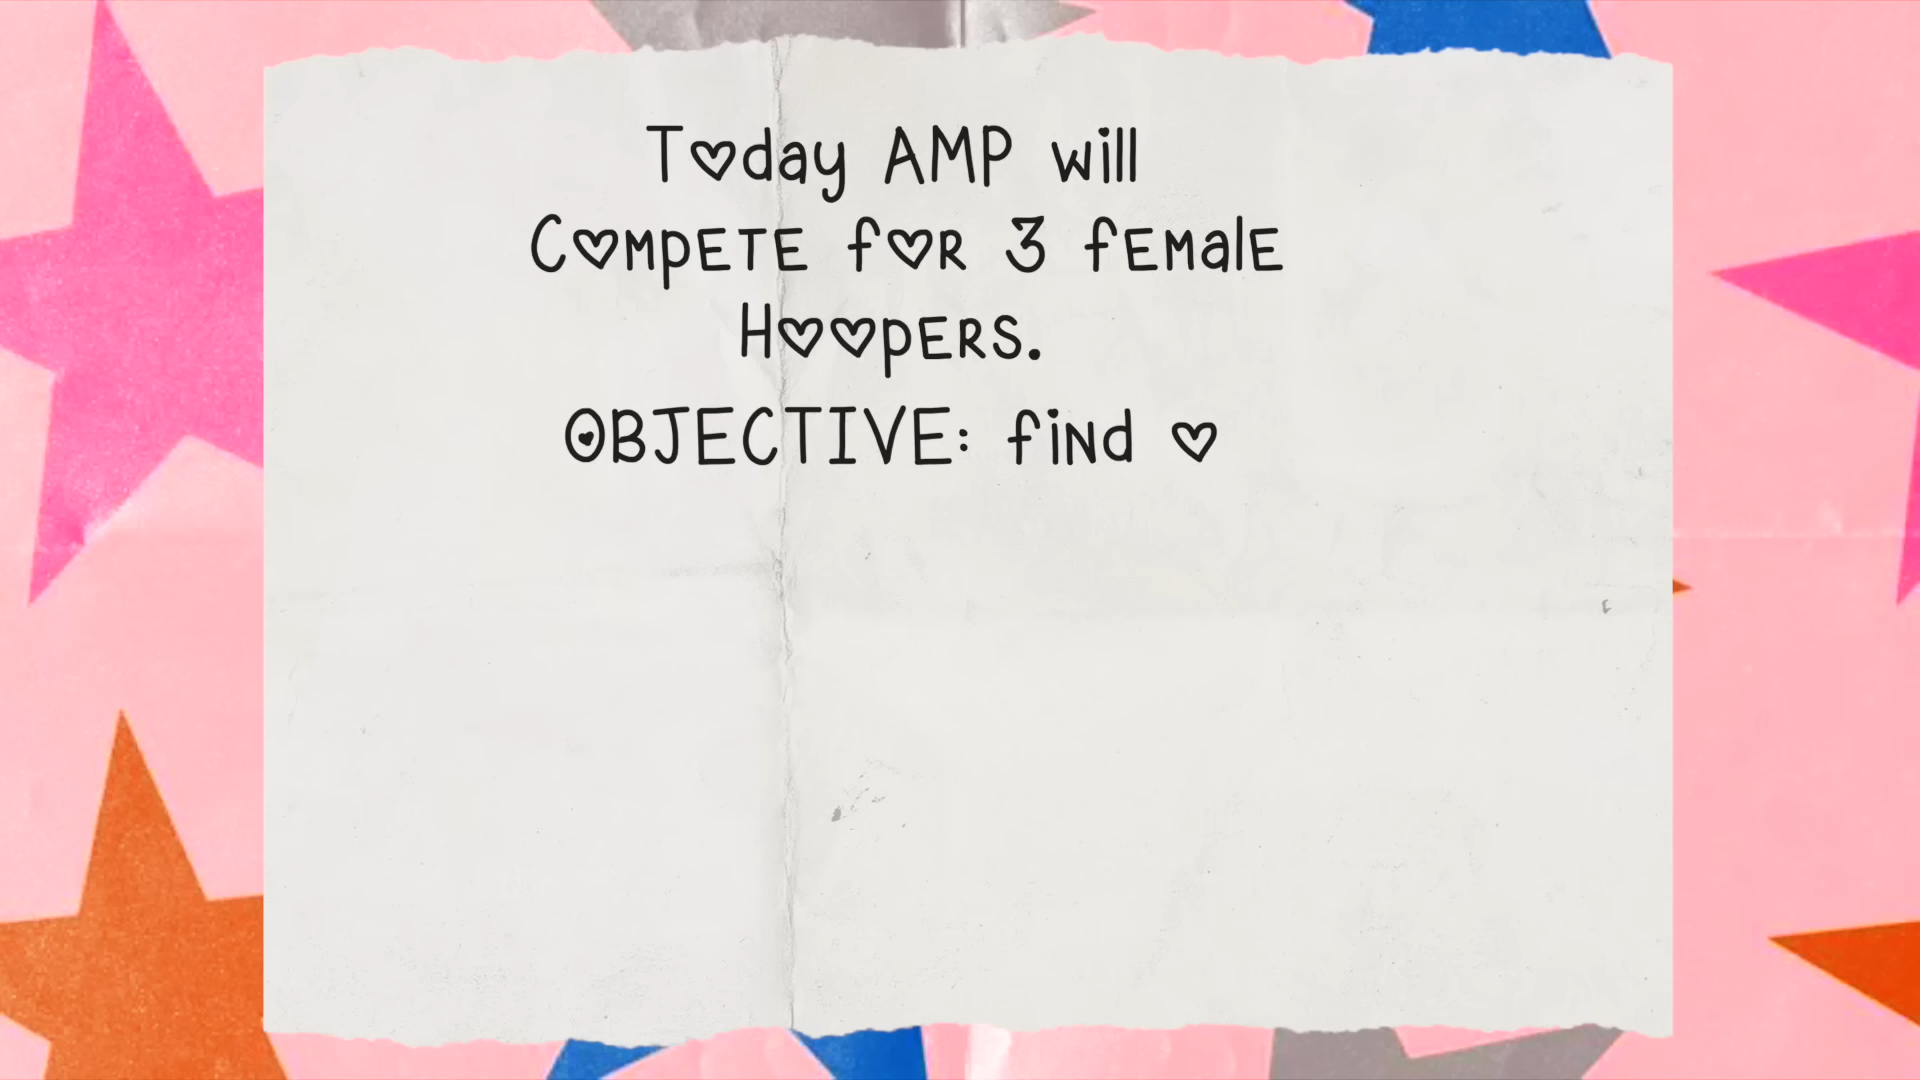 Today AMP will
Compete for 3 female
Hoopers.
OBJECTIVE: find ♡